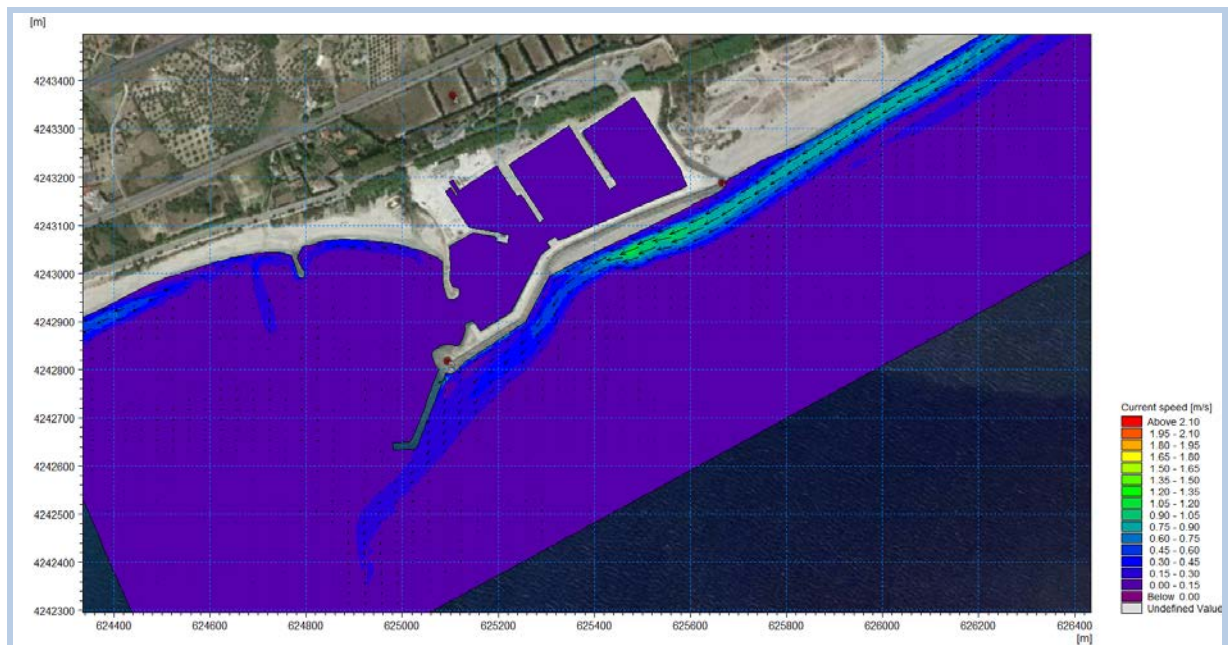 [m]
4243400
4243300
4243200
4243100
4243000
4242900
4242800
4242700
4242600
4242500
4242400
4242300
624400 624600 624800 625000 625200 625400 625600 625800 626000 626200 626400
[m]
Current speed [m/s]
Above 2.10
1.95 - 2.10
1.80 - 1.95
1.65 - 1.80
1.50 - 1.65
1.35 - 1.50
1.20 - 1.35
1.05 - 1.20
0.90 - 1.05
0.75 - 0.90
0.60 - 0.75
0.45 - 0.60
0.30 - 0.45
0.15 - 0.30
0.00 - 0.15
Below 0.00
Undefined Value